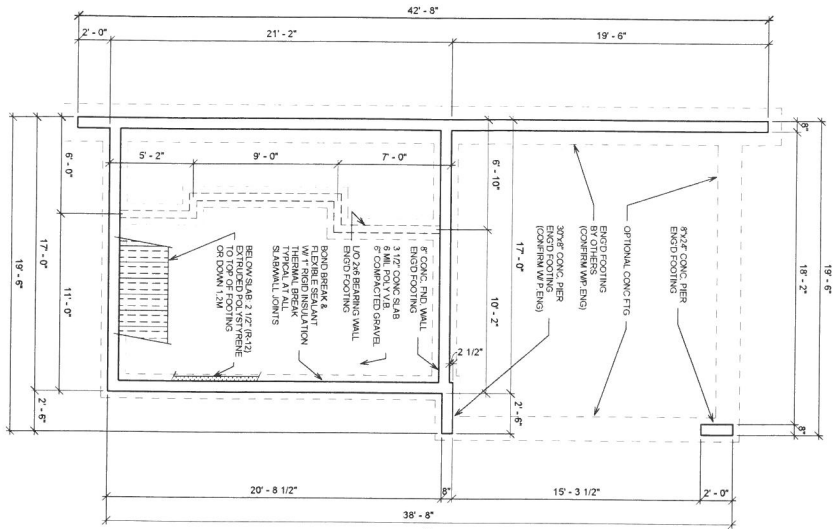 42' - 8"
2' - 0"
21' - 2"
19' - 6"
19' - 6"
17' - 0"
6' - 0"
11' - 0"
5' - 2"
9' - 0"
7' - 0"
6' - 10"
10' - 2"
17' - 0"
2' - 6"
2' - 6"
2 1/2"
8"
18' - 2"
19' - 6"
8"
8"x24" CONC. PIER
ENG'D FOOTING
OPTIONAL CONC FTG
ENG'D FOOTING
BY OTHERS
(CONFIRM WP. ENG)
30"x8" CONC. PIER
ENG'D FOOTING
(CONFIRM W P. ENG)
8" CONC. FND. WALL
ENG'D FOOTING
3 1/2" CONC SLAB
6 MIL POLY V.B.
6" COMPACTED GRAVEL
L/O 2x6 BEARING WALL
ENG'D FOOTING
BOND BREAK &
FLEXIBLE SEALANT
W/ 1" RIGID INSULATION
THERMAL BREAK
TYPICAL AT ALL
SLAB/WALL JOINTS
BELOW SLAB: 2 1/2" (R-12)
EXTRUDED POLYSTYRENE
TO TOP OF FOOTING
OR DOWN 1.2M
20' - 8 1/2"
8"
15' - 3 1/2"
2' - 0"
38' - 8"